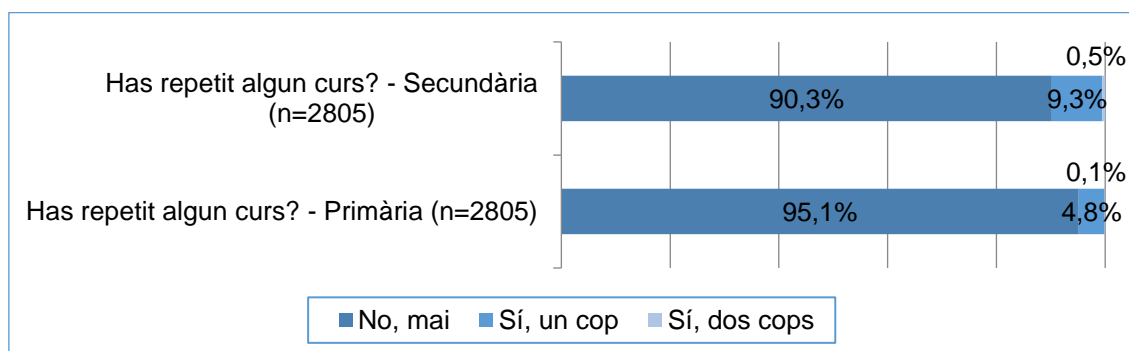 0,5%
Has repetit algun curs? - Secundària
(n=2805)
90,3%
9,3%
0,1%
Has repetit algun curs? - Primària (n=2805)
95,1%
4,8%
No, mai
Sí, un cop
Sí, dos cops